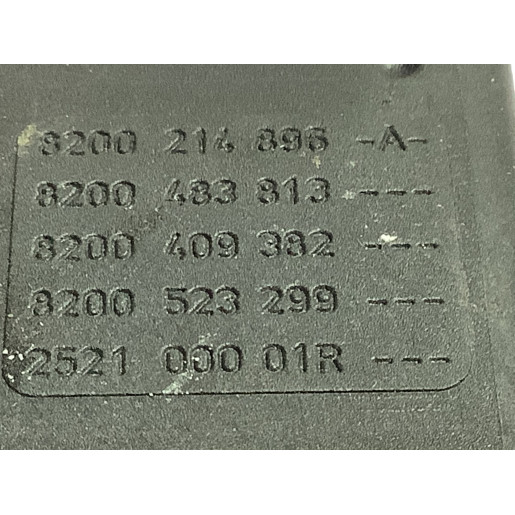 8200 214 896 -A-
8200 483 813 ---
8200 409 382 ---
8200 523 299 ---
2521 000 01R ---